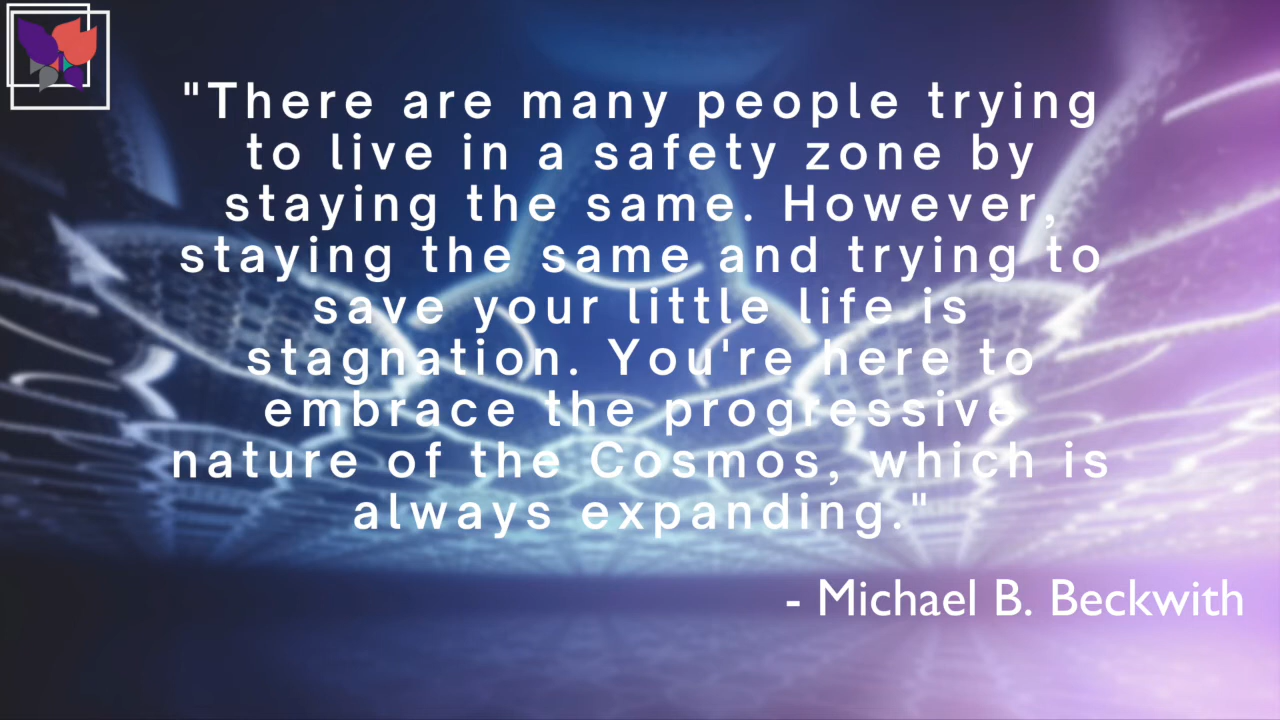 "There are many people trying
to live in a safety zone by
staying the same. However,
staying the same and trying to
save your little life is
stagnation. You're here to
embrace the progressive
nature of the Cosmos, which is
always expanding."
- Michael B. Beckwith